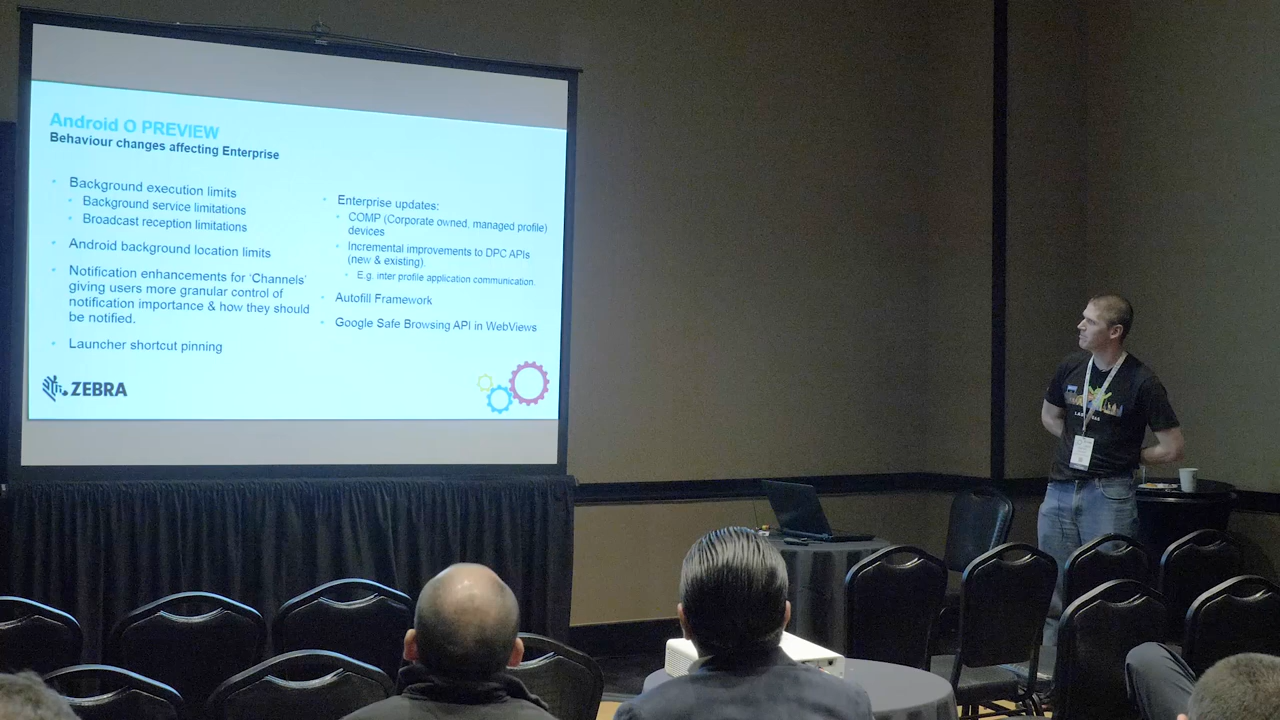 Android O PREVIEW
Behaviour changes affecting Enterprise
Background execution limits
Background service limitations
Broadcast reception limitations
Android background location limits
Notification enhancements for 'Channels'
giving users more granular control of
notification importance & how they should
be notified.
Launcher shortcut pinning
Enterprise updates:
COMP (Corporate owned, managed profile)
devices
Incremental improvements to DPC APIs
(new & existing).
E.g. inter profile application communication.
Autofill Framework
Google Safe Browsing API in WebViews
ZEBRA